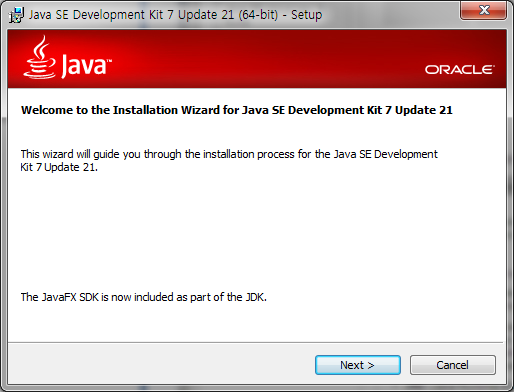 Java SE Development Kit 7 Update 21 (64-bit) - Setup
Java™
ORACLE®
Welcome to the Installation Wizard for Java SE Development Kit 7 Update 21
This wizard will guide you through the installation process for the Java SE Development
Kit 7 Update 21.
The JavaFX SDK is now included as part of the JDK.
Next >
Cancel